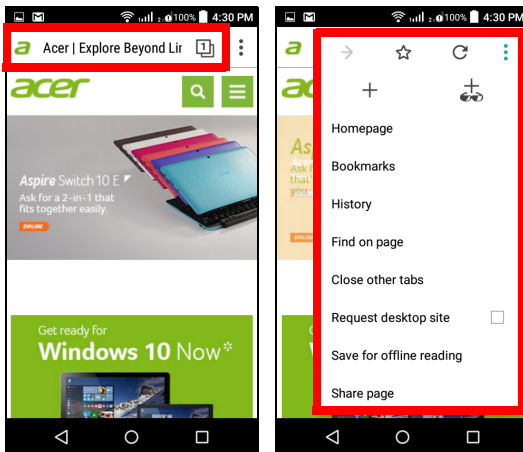 100% 4:30 PM
Acer | Explore Beyond Lir
1
acer
Aspire Switch 10 E
Ask for a 2-in-1 that
fits together easily.
EXPLORE
Get ready for
Windows 10 Now*
100% 4:30 PM
Homepage
Bookmarks
History
Find on page
Close other tabs
Request desktop site
Save for offline reading
Share page